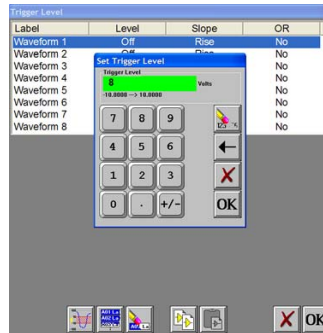 Trigger Level
Label Level Slope OR
Waveform 1 Off Rise No
Waveform 2 Off Rise No
Waveform 3 No
Waveform 4 No
Waveform 5 No
Waveform 6 No
Waveform 7 No
Waveform 8 No
Set Trigger Level
Trigger Level
8 Volts
-10.0000 --> 10.0000
7 8 9
4 5 6
1 2 3
0 . +/- OK
OK